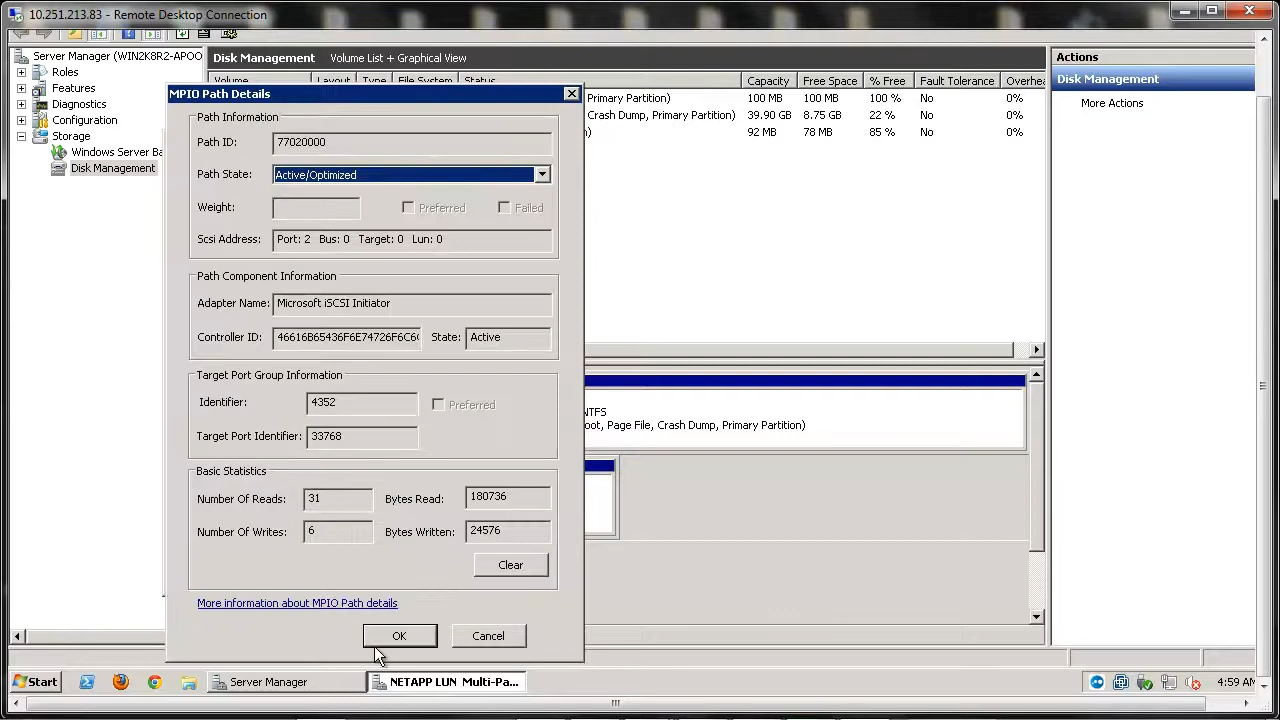 10.251.213.83 - Remote Desktop Connection
Server Manager (WIN2K8R2-APOO
Roles
Features
Diagnostics
Configuration
Storage
Windows Server Ba
Disk Management
Disk Management Volume List + Graphical View
Volume Layout Type File System Status Capacity Free Space % Free Fault Tolerance Overhea
Primary Partition) 100 MB 100 MB 100 % No 0%
Crash Dump, Primary Partition) 39.90 GB 8.75 GB 22 % No 0%
) 92 MB 78 MB 85 % No 0%
Actions
Disk Management
More Actions
MPIO Path Details
Path Information
Path ID: 77020000
Path State: Active/Optimized
Weight: Preferred Failed
Scsi Address: Port: 2 Bus: 0 Target: 0 Lun: 0
Path Component Information
Adapter Name: Microsoft iSCSI Initiator
Controller ID: 46616B65436F6E74726F6C6 State: Active
Target Port Group Information
Identifier: 4352 Preferred
Target Port Identifier: 33768
Basic Statistics
Number Of Reads: 31 Bytes Read: 180736
Number Of Writes: 6 Bytes Written: 24576
Clear
More information about MPIO Path details
OK Cancel
NTFS
oot, Page File, Crash Dump, Primary Partition)
Start Server Manager NETAPP LUN Multi-Pa... 4:59 AM